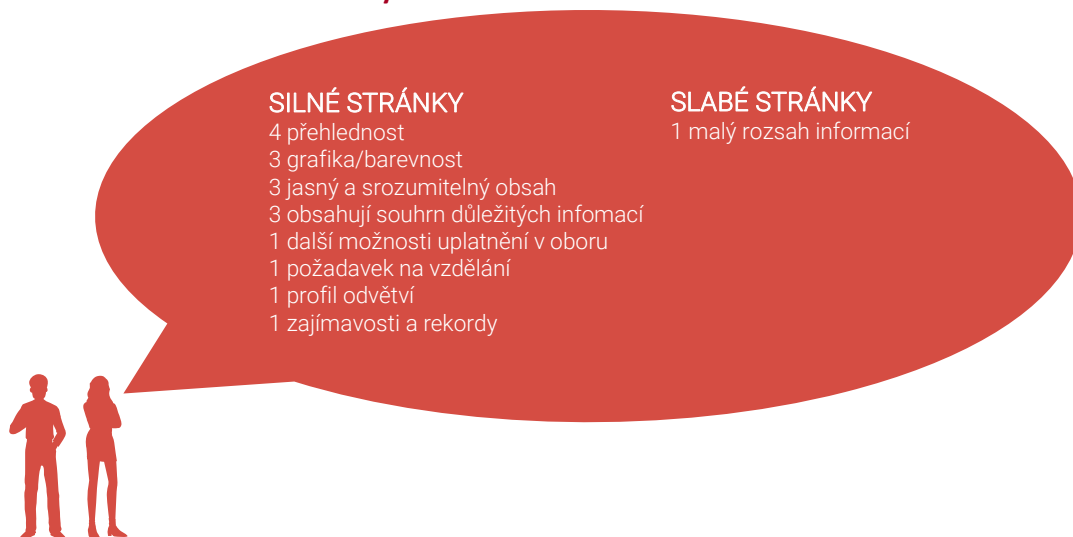 SILNÉ STRÁNKY
4 přehlednost
3 grafika/barevnost
3 jasný a srozumitelný obsah
3 obsahují souhrn důležitých infomací
1 další možnosti uplatnění v oboru
1 požadavek na vzdělání
1 profil odvětví
1 zajímavosti a rekordy
SLABÉ STRÁNKY
1 malý rozsah informací